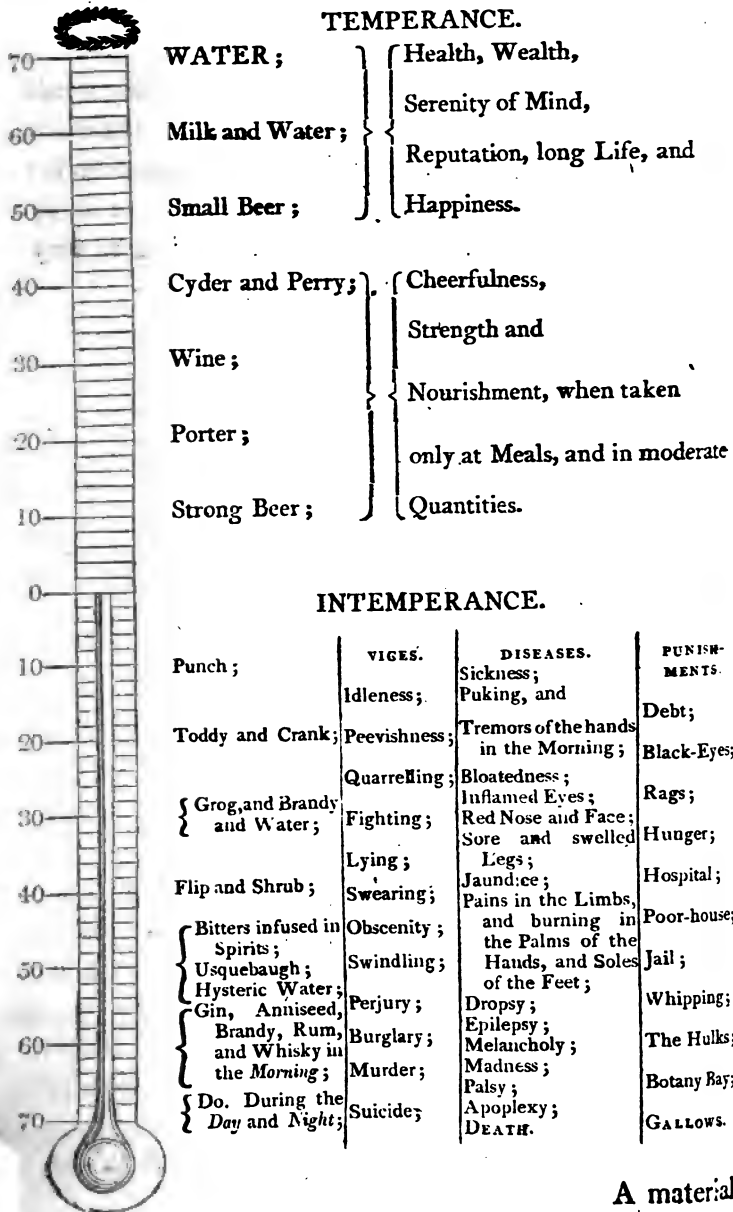 TEMPERANCE.
70
WATER;
Health, Wealth,
Serenity of Mind,
60
Milk and Water;
Reputation, long Life, and
50
Small Beer;
Happiness.
40
Cyder and Perry;
Cheerfulness,
Strength and
30
Wine;
Nourishment, when taken
20
Porter;
only at Meals, and in moderate
10
Strong Beer;
Quantities.
0
INTEMPERANCE.
10
20
30
40
50
60
70
Punch;
Toddy and Crank;
Grog, and Brandy
and Water;
Flip and Shrub;
Bitters infused in
Spirits;
Usquebaugh;
Hysteric Water;
Gin, Anniseed,
Brandy, Rum,
and Whisky in
the Morning;
Do. During the
Day and Night;
VICES.
Idleness;
Peevishness;
Quarrelling;
Fighting;
Lying;
Swearing;
Obscenity;
Swindling;
Perjury;
Burglary;
Murder;
Suicide;
DISEASES.
Sickness;
Puking, and
Tremors of the hands
in the Morning;
Bloatedness;
Inflamed Eyes;
Red Nose and Face;
Sore and swelled
Legs;
Jaundice;
Pains in the Limbs,
and burning in
the Palms of the
Hands, and Soles
of the Feet;
Dropsy;
Epilepsy;
Melancholy;
Madness;
Palsy;
Apoplexy;
DEATH.
PUNISH-
MENTS.
Debt;
Black-Eyes;
Rags;
Hunger;
Hospital;
Poor-house;
Jail;
Whipping;
The Hulks;
Botany Bay;
GALLOWS.
A material